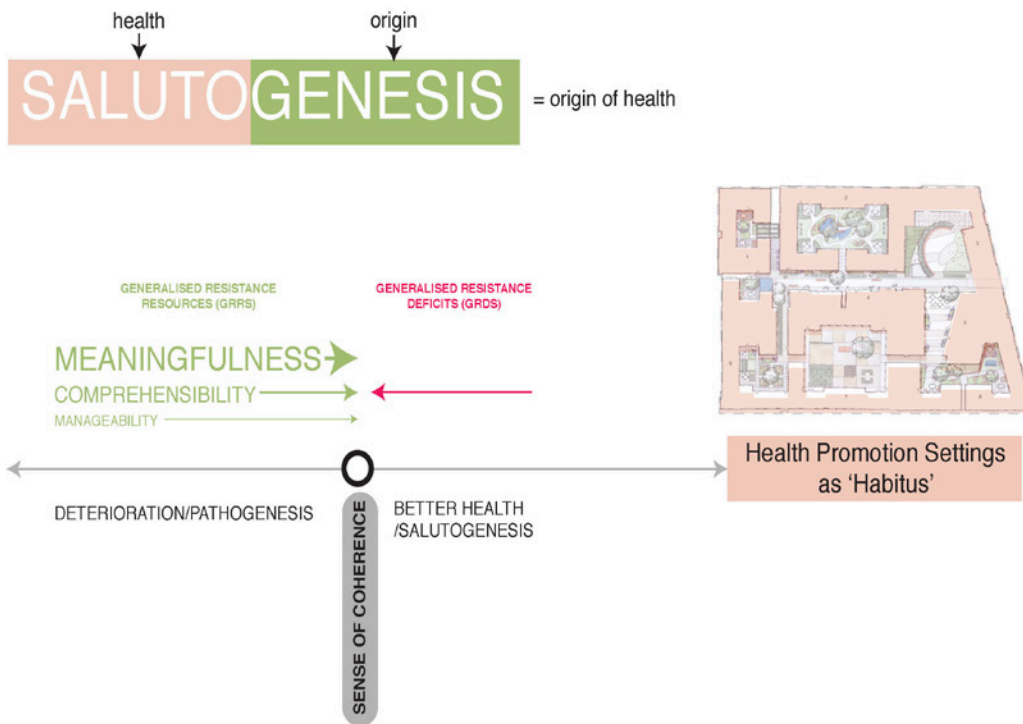 health
origin
SALUTOGENESIS
= origin of health
GENERALISED RESISTANCE
RESOURCES (GRRS)
GENERALISED RESISTANCE
DEFICITS (GRDS)
MEANINGFULNESS
COMPREHENSIBILITY
MANAGEABILITY
Health Promotion Settings
as ‘Habitus’
DETERIORATION/PATHOGENESIS
BETTER HEALTH
/SALUTOGENESIS
SENSE OF COHERENCE